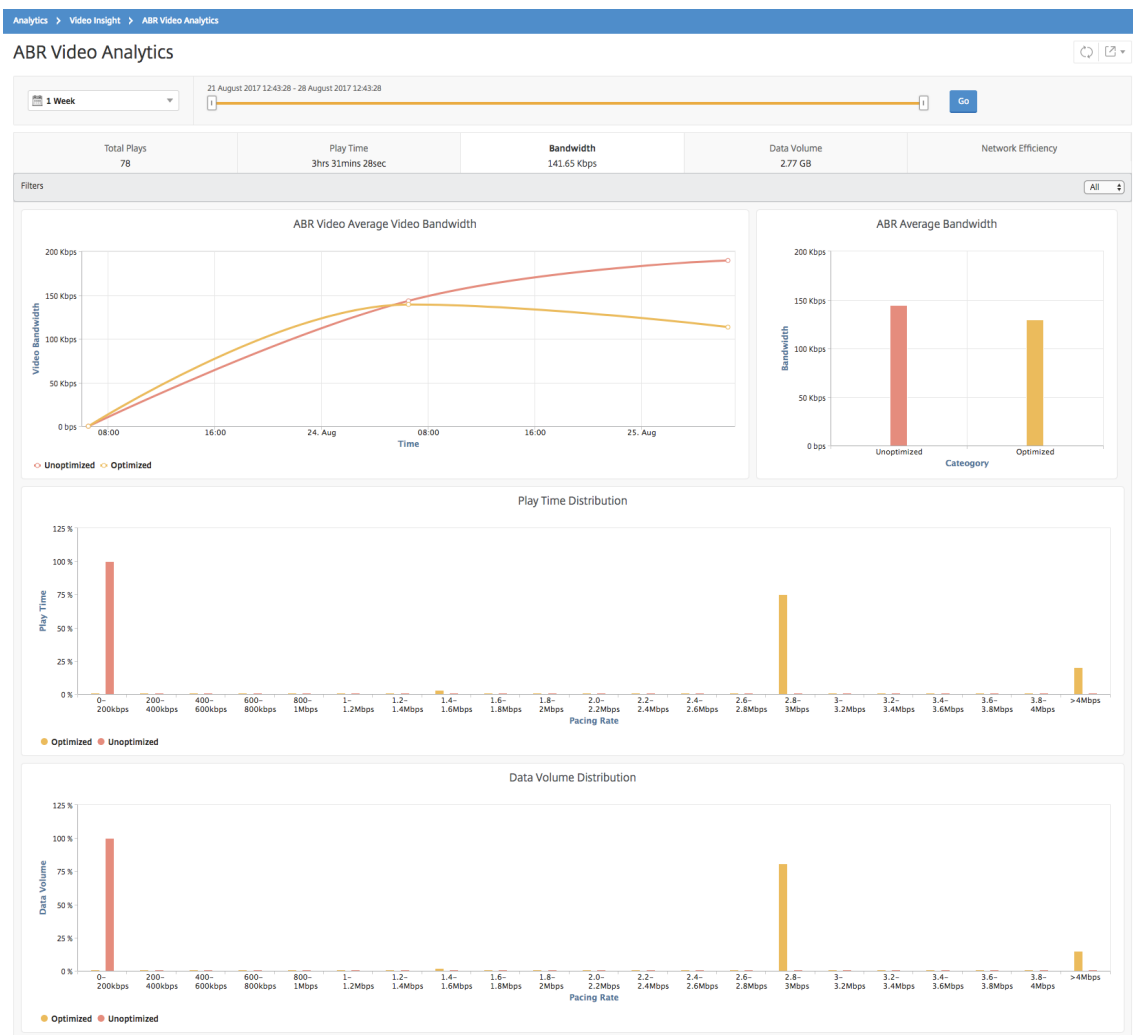 Analytics > Video Insight > ABR Video Analytics
ABR Video Analytics
1 Week
21 August 2017 12:43:28 - 28 August 2017 12:43:28
Go
Total Plays
78
Play Time
3hrs 31mins 28sec
Bandwidth
141.65 Kbps
Data Volume
2.77 GB
Network Efficiency
Filters
All
ABR Video Average Video Bandwidth
Video Bandwidth
200 Kbps
150 Kbps
100 Kbps
50 Kbps
0 bps
08:00 16:00 24. Aug 08:00 16:00 25. Aug
Time
Unoptimized Optimized
ABR Average Bandwidth
Bandwidth
200 Kbps
150 Kbps
100 Kbps
50 Kbps
0 bps
Unoptimized Optimized
Cateogory
Play Time Distribution
Play Time
125 %
100 %
75 %
50 %
25 %
0 %
0– 200– 400– 600– 800– 1– 1.2– 1.4– 1.6– 1.8– 2.0– 2.2– 2.4– 2.6– 2.8– 3– 3.2– 3.4– 3.6– 3.8– >4Mbps
200kbps 400kbps 600kbps 800kbps 1Mbps 1.2Mbps 1.4Mbps 1.6Mbps 1.8Mbps 2Mbps 2.2Mbps 2.4Mbps 2.6Mbps 2.8Mbps 3Mbps 3.2Mbps 3.4Mbps 3.6Mbps 3.8Mbps 4Mbps
Pacing Rate
Optimized Unoptimized
Data Volume Distribution
Data Volume
125 %
100 %
75 %
50 %
25 %
0 %
0– 200– 400– 600– 800– 1– 1.2– 1.4– 1.6– 1.8– 2.0– 2.2– 2.4– 2.6– 2.8– 3– 3.2– 3.4– 3.6– 3.8– >4Mbps
200kbps 400kbps 600kbps 800kbps 1Mbps 1.2Mbps 1.4Mbps 1.6Mbps 1.8Mbps 2Mbps 2.2Mbps 2.4Mbps 2.6Mbps 2.8Mbps 3Mbps 3.2Mbps 3.4Mbps 3.6Mbps 3.8Mbps 4Mbps
Pacing Rate
Optimized Unoptimized